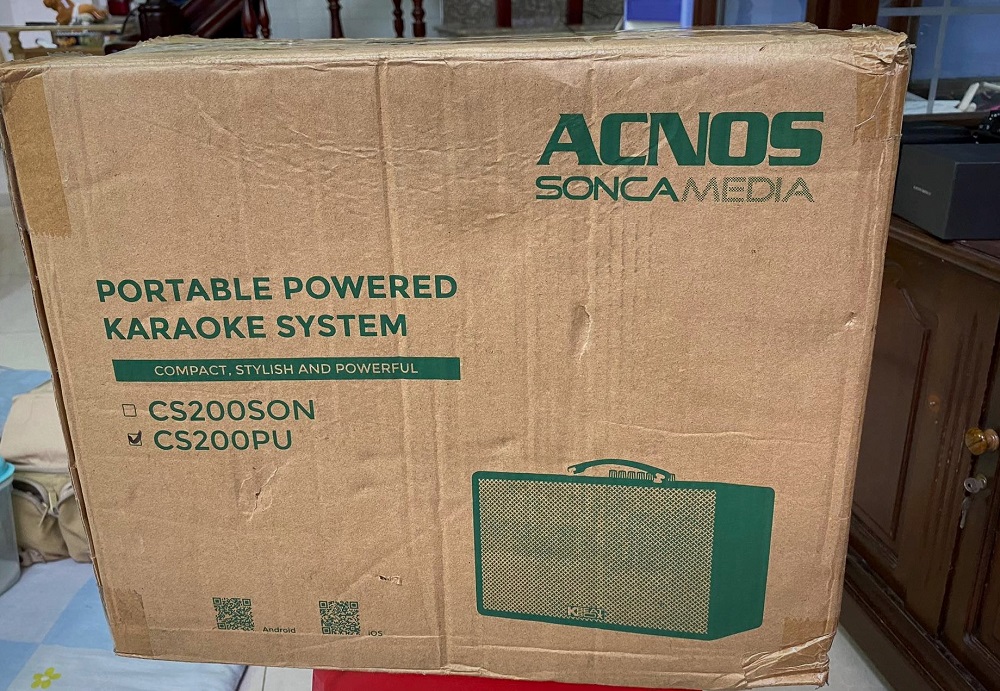 ACNOS
SONCAMEDIA
PORTABLE POWERED
KARAOKE SYSTEM
COMPACT, STYLISH AND POWERFUL
CS200SON
CS200PU
Android
iOS